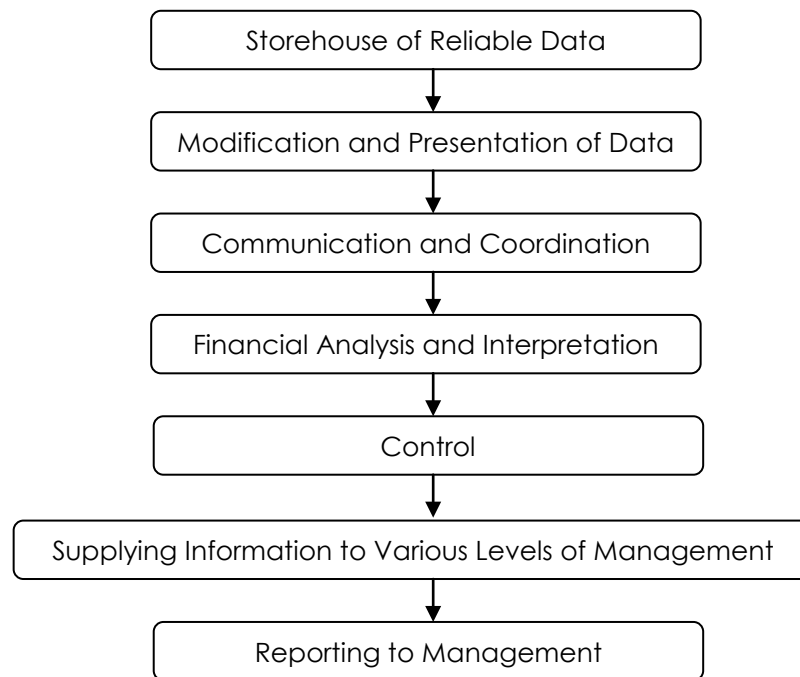 Storehouse of Reliable Data
Modification and Presentation of Data
Communication and Coordination
Financial Analysis and Interpretation
Control
Supplying Information to Various Levels of Management
Reporting to Management